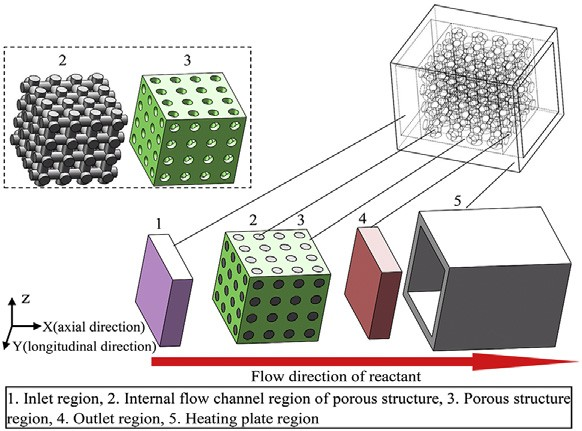 2
3
1
2
3
4
5
Z
X(axial direction)
Y(longitudinal direction)
Flow direction of reactant
1. Inlet region, 2. Internal flow channel region of porous structure, 3. Porous structure
region, 4. Outlet region, 5. Heating plate region